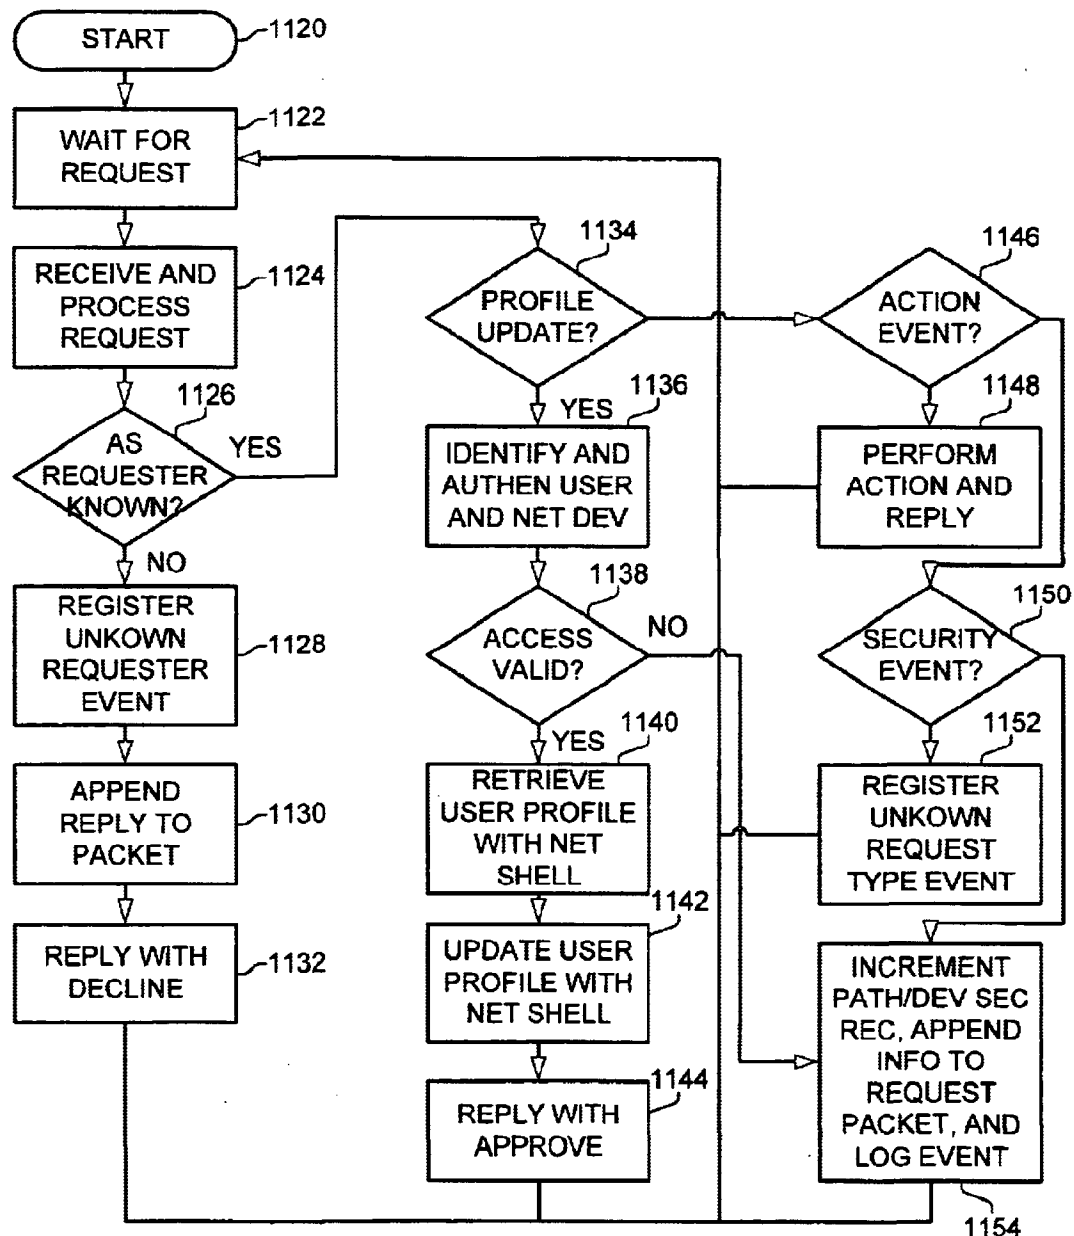 START
1120
WAIT FOR
REQUEST
1122
RECEIVE AND
PROCESS
REQUEST
1124
AS
REQUESTER
KNOWN?
1126
YES
NO
REGISTER
UNKOWN
REQUESTER
EVENT
1128
APPEND
REPLY TO
PACKET
1130
REPLY WITH
DECLINE
1132
PROFILE
UPDATE?
1134
YES
IDENTIFY AND
AUTHEN USER
AND NET DEV
1136
ACCESS
VALID?
1138
NO
YES
RETRIEVE
USER PROFILE
WITH NET
SHELL
1140
UPDATE USER
PROFILE WITH
NET SHELL
1142
REPLY WITH
APPROVE
1144
ACTION
EVENT?
1146
PERFORM
ACTION AND
REPLY
1148
SECURITY
EVENT?
1150
REGISTER
UNKOWN
REQUEST
TYPE EVENT
1152
INCREMENT
PATH/DEV SEC
REC, APPEND
INFO TO
REQUEST
PACKET, AND
LOG EVENT
1154